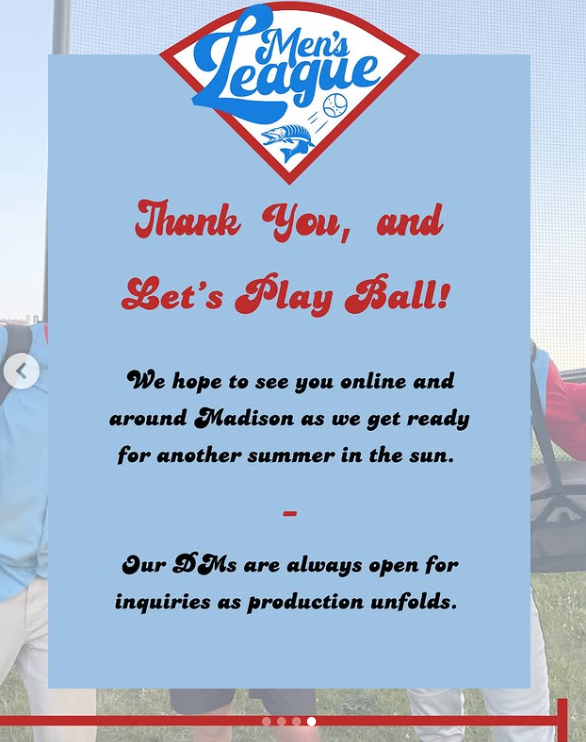 Men's
League
Thank You, and
Let's Play Ball!
We hope to see you online and
around Madison as we get ready
for another summer in the sun.
-
Our DMs are always open for
inquiries as production unfolds.